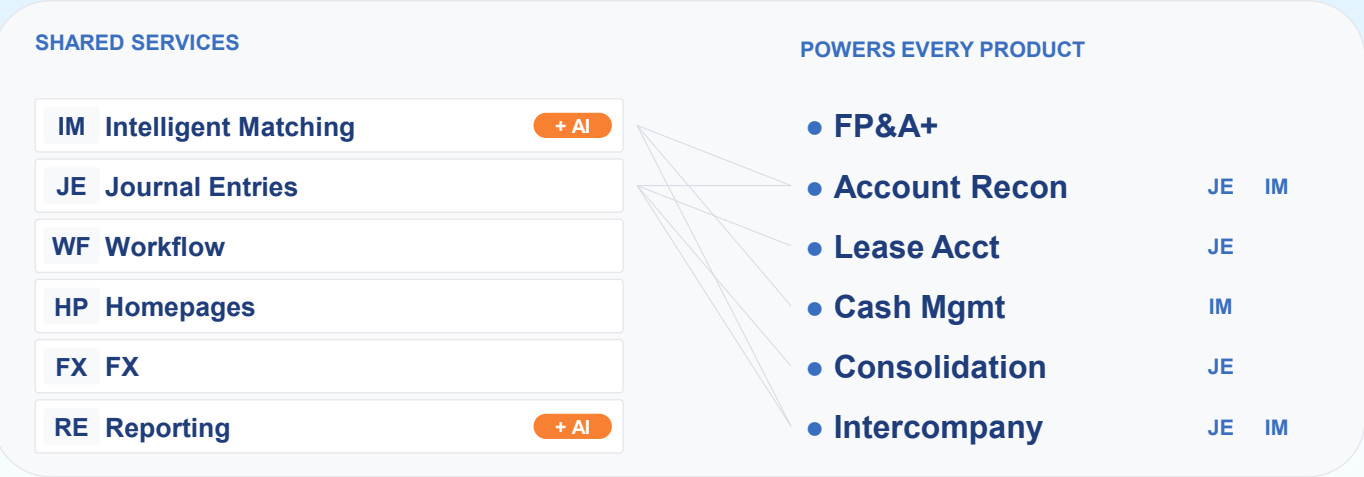 SHARED SERVICES
IM Intelligent Matching + AI
JE Journal Entries
WF Workflow
HP Homepages
FX FX
RE Reporting + AI
POWERS EVERY PRODUCT
FP&A+
Account Recon JE IM
Lease Acct JE
Cash Mgmt IM
Consolidation JE
Intercompany JE IM